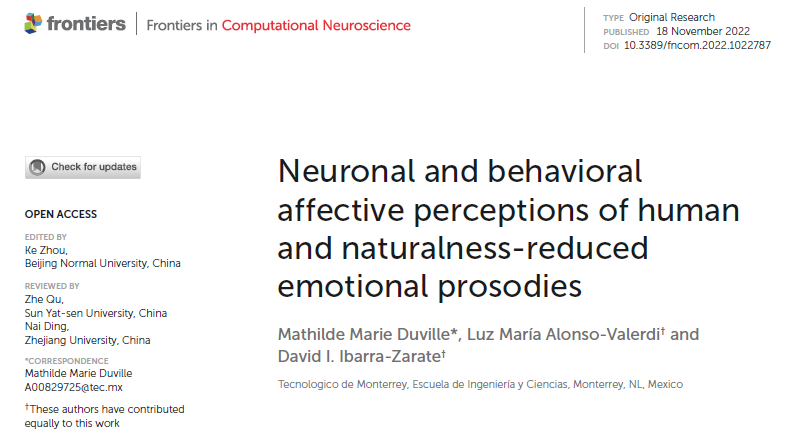 frontiers | Frontiers in Computational Neuroscience
TYPE Original Research
PUBLISHED 18 November 2022
DOI 10.3389/fncom.2022.1022787
Check for updates
OPEN ACCESS
EDITED BY
Ke Zhou,
Beijing Normal University, China
REVIEWED BY
Zhe Qu,
Sun Yat-sen University, China
Nai Ding,
Zhejiang University, China
*CORRESPONDENCE
Mathilde Marie Duville
A00829725@tec.mx
†These authors have contributed
equally to this work
Neuronal and behavioral
affective perceptions of human
and naturalness-reduced
emotional prosodies
Mathilde Marie Duville*, Luz María Alonso-Valerdi† and
David I. Ibarra-Zarate†
Tecnologico de Monterrey, Escuela de Ingeniería y Ciencias, Monterrey, NL, Mexico